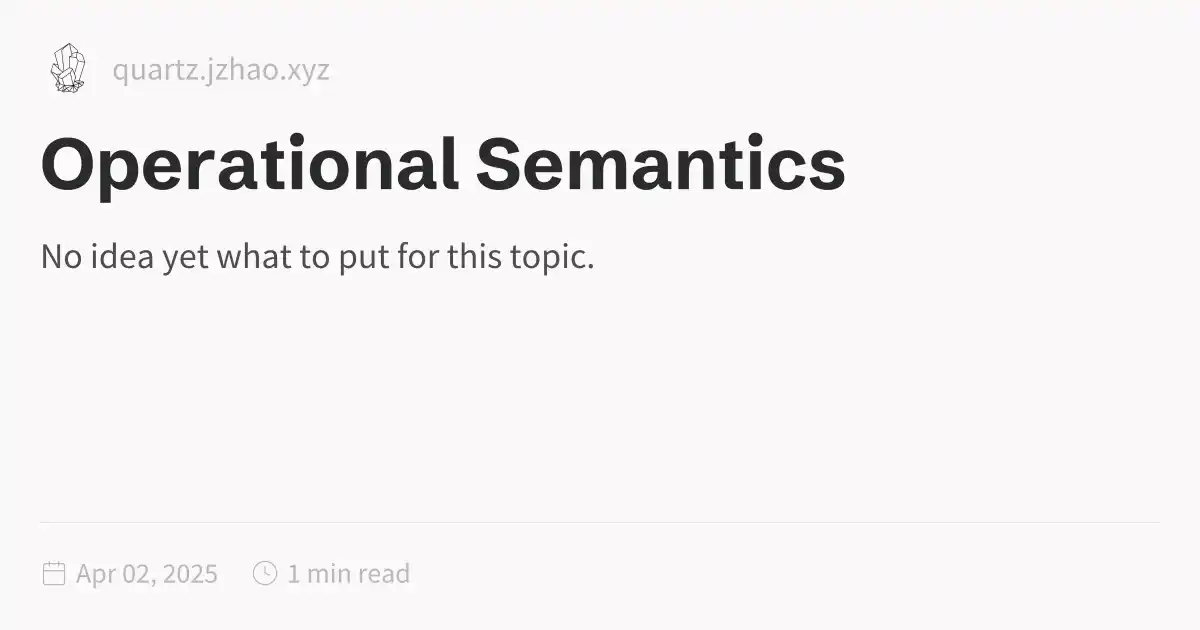 quartz.jzhao.xyz
Operational Semantics
No idea yet what to put for this topic.
Apr 02, 2025 1 min read